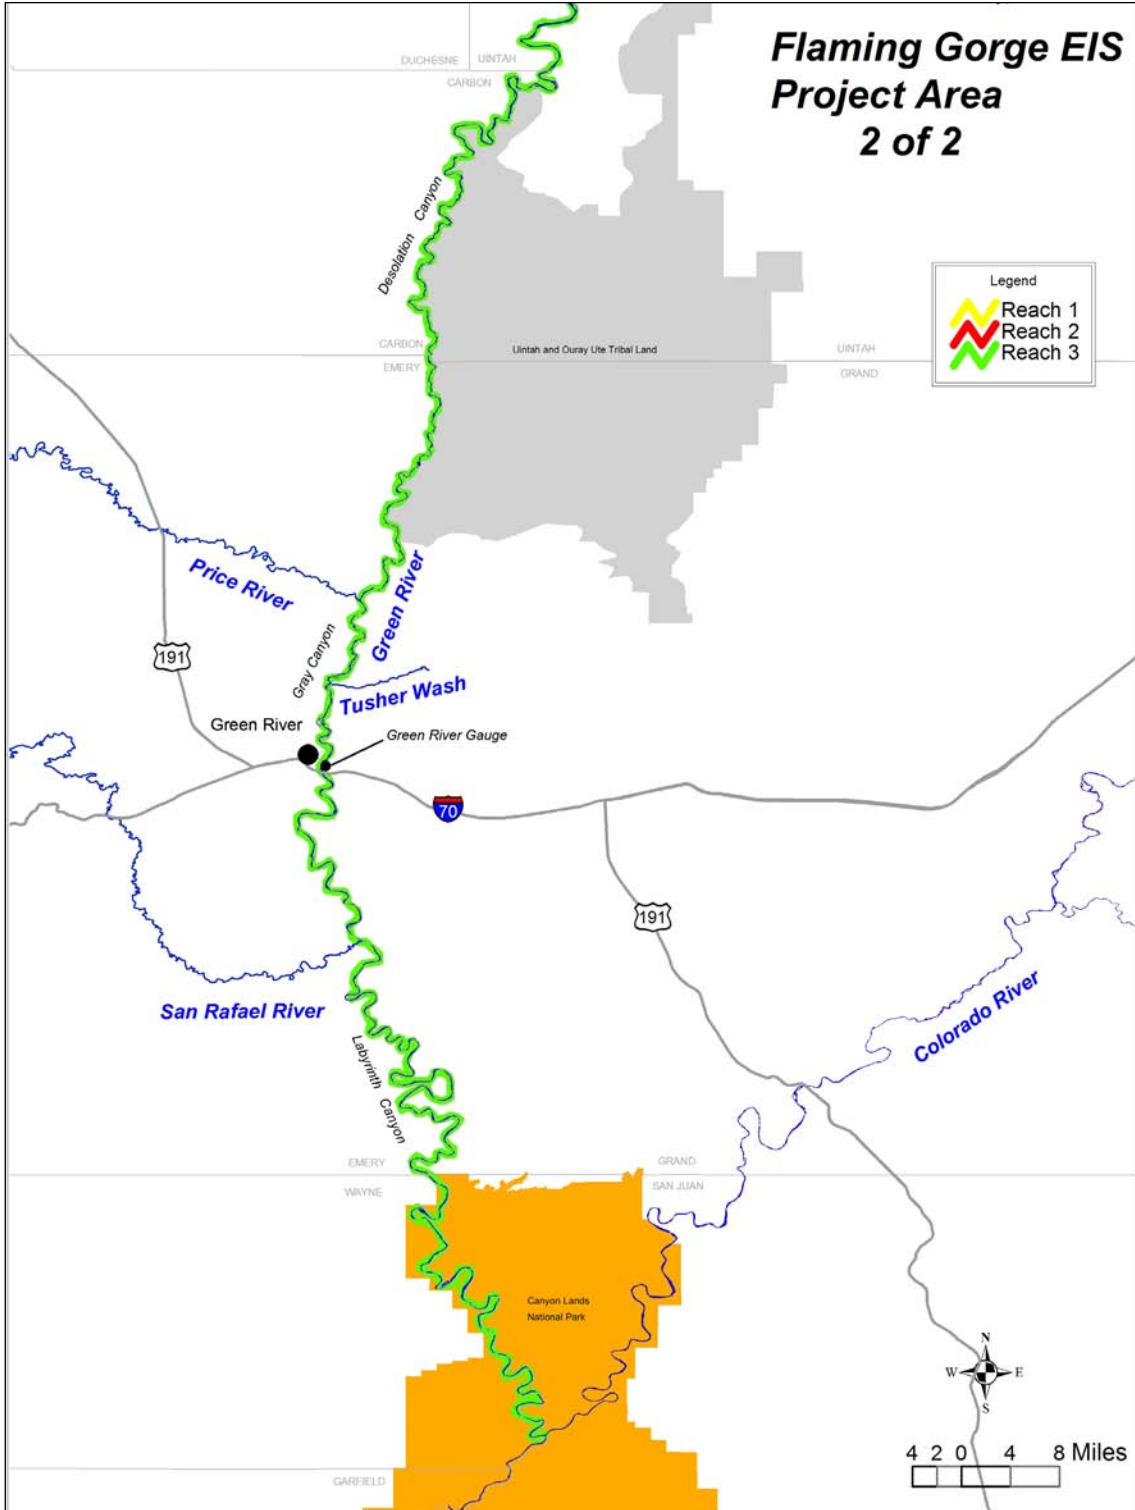 Flaming Gorge EIS
Project Area
2 of 2
DUCHESNE
UINTAH
CARBON
Desolation Canyon
Legend
Reach 1
Reach 2
Reach 3
CARBON
EMERY
Uintah and Ouray Ute Tribal Land
UINTAH
GRAND
Price River
Green River
Gray Canyon
191
Tusher Wash
Green River
Green River Gauge
70
191
San Rafael River
Colorado River
Labyrinth Canyon
EMERY
WAYNE
GRAND
SAN JUAN
Canyon Lands
National Park
N
W
E
S
4 2 0 4 8 Miles
GARFIELD